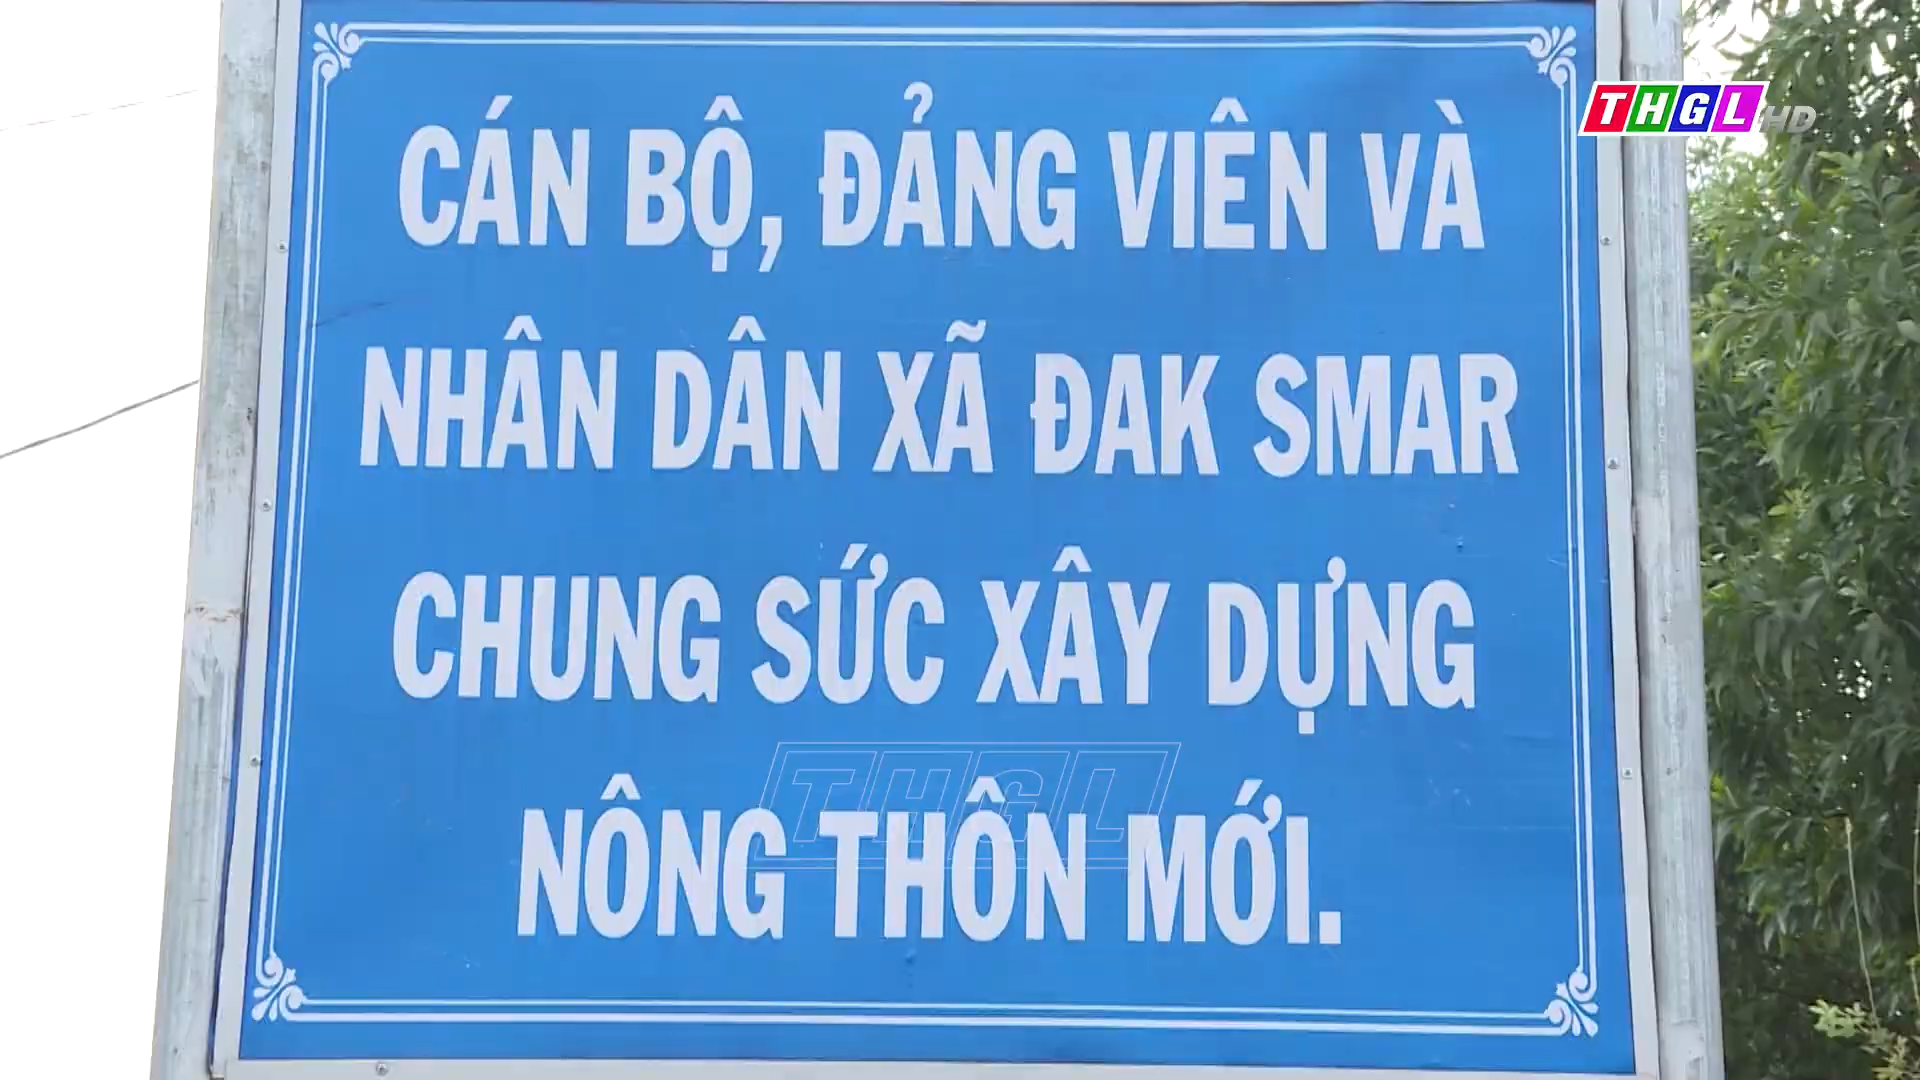 THGL HD
CÁN BỘ, ĐẢNG VIÊN VÀ
NHÂN DÂN XÃ ĐAK SMAR
CHUNG SỨC XÂY DỰNG
THGL
NÔNG THÔN MỚI.